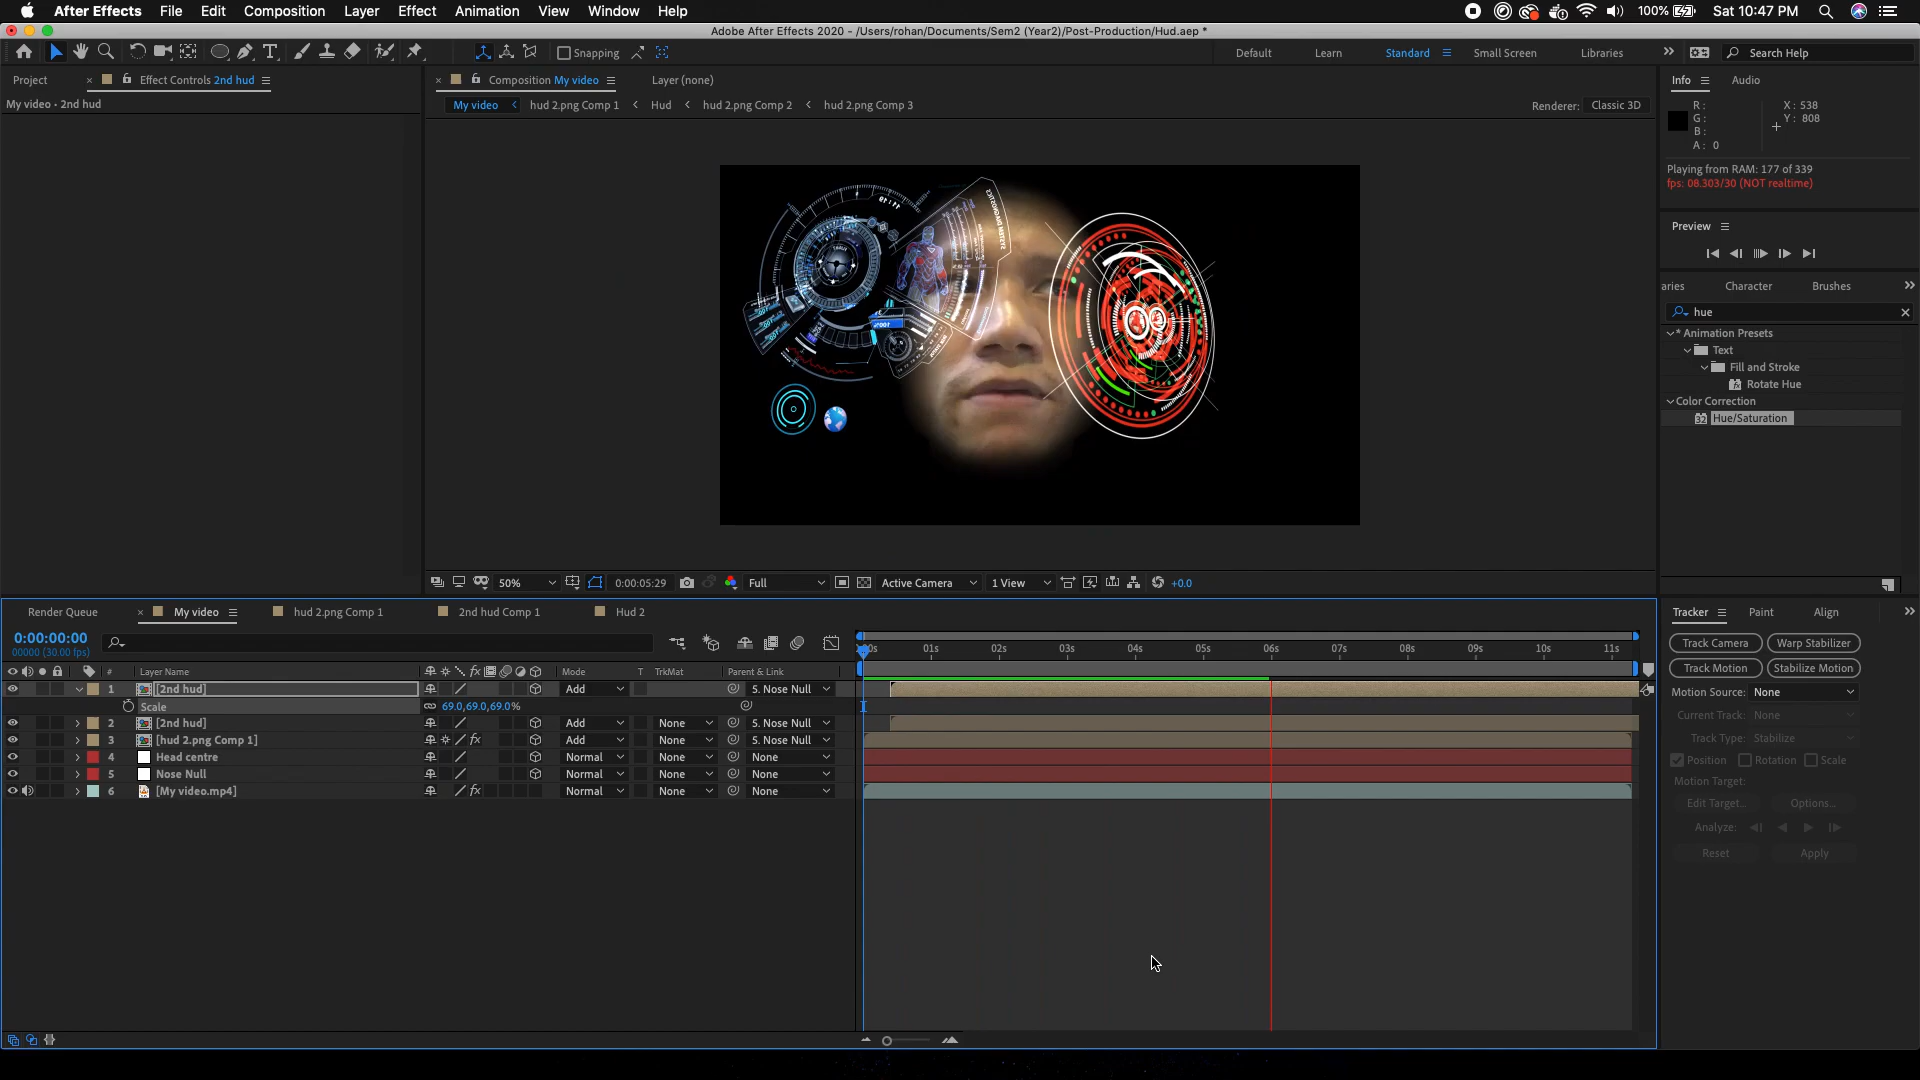 After Effects File Edit Composition Layer Effect Animation View Window Help 100% Sat 10:47 PM
Adobe After Effects 2020 - /Users/rohan/Documents/Sem2 (Year2)/Post-Production/Hud.aep *
Snapping Default Learn Standard Small Screen Libraries Search Help
Project Effect Controls 2nd hud Composition My video Layer (none) Info Audio
My video • 2nd hud
My video hud 2.png Comp 1 Hud hud 2.png Comp 2 hud 2.png Comp 3 Renderer: Classic 3D
R: X: 538
G: Y: 808
B:
A: 0
Playing from RAM: 177 of 339
fps: 08.303/30 (NOT realtime)
Preview
aries Character Brushes
hue
* Animation Presets
Text
Fill and Stroke
Rotate Hue
Color Correction
Hue/Saturation
50% 0:00:05:29 Full Active Camera 1 View +0.0
Render Queue My video hud 2.png Comp 1 2nd hud Comp 1 Hud 2
Tracker Paint Align
0:00:00:00
00000 (30.00 fps)
01s 02s 03s 04s 05s 06s 07s 08s 09s 10s 11s
Track Camera Warp Stabilizer
Track Motion Stabilize Motion
# Layer Name Mode T TrkMat Parent & Link
1 [2nd hud] Add 5. Nose Null
Scale 69.0,69.0,69.0%
2 [2nd hud] Add None 5. Nose Null
3 [hud 2.png Comp 1] Add None 5. Nose Null
4 Head centre Normal None None
5 Nose Null Normal None None
6 [My video.mp4] Normal None None
Motion Source: None
Current Track: None
Track Type: Stabilize
Position Rotation Scale
Motion Target:
Edit Target... Options...
Analyze:
Reset Apply